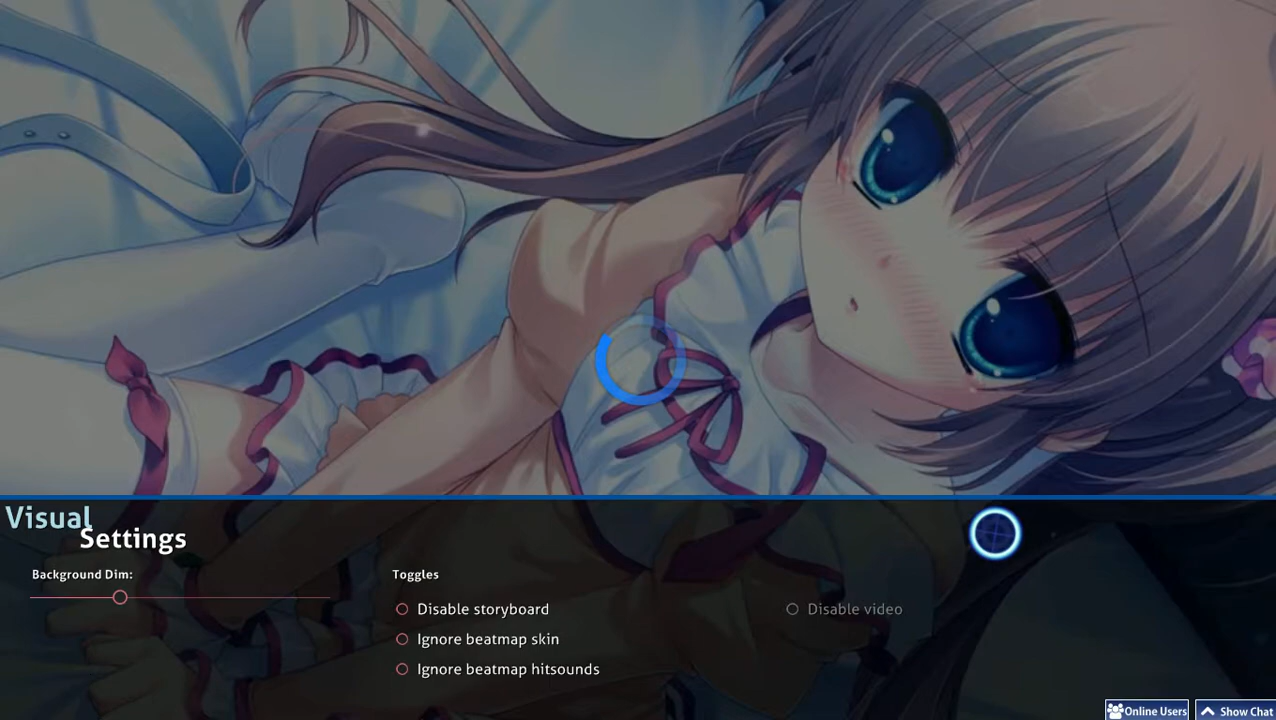 Visual
Settings
Background Dim:
Toggles
Disable storyboard
Disable video
Ignore beatmap skin
Ignore beatmap hitsounds
Online Users
Show Chat